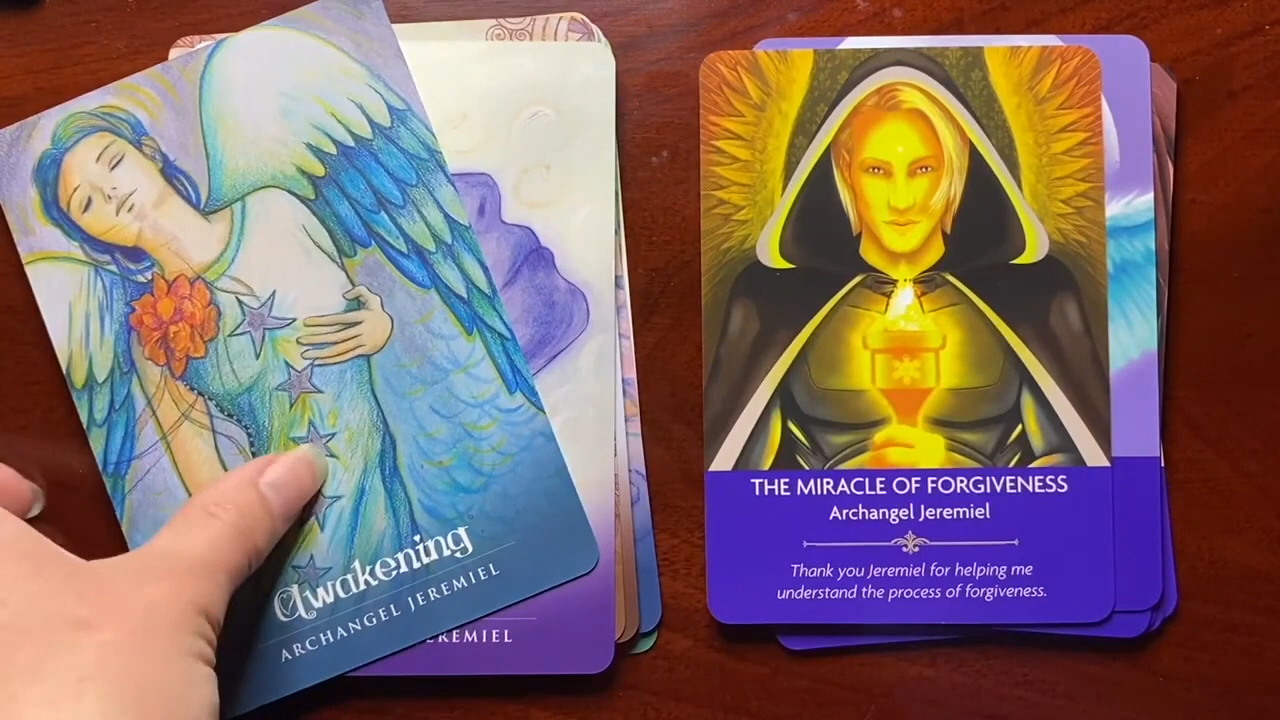 awakening
ARCHANGEL JEREMIEL
JEREMIEL
THE MIRACLE OF FORGIVENESS
Archangel Jeremiel
Thank you Jeremiel for helping me
understand the process of forgiveness.